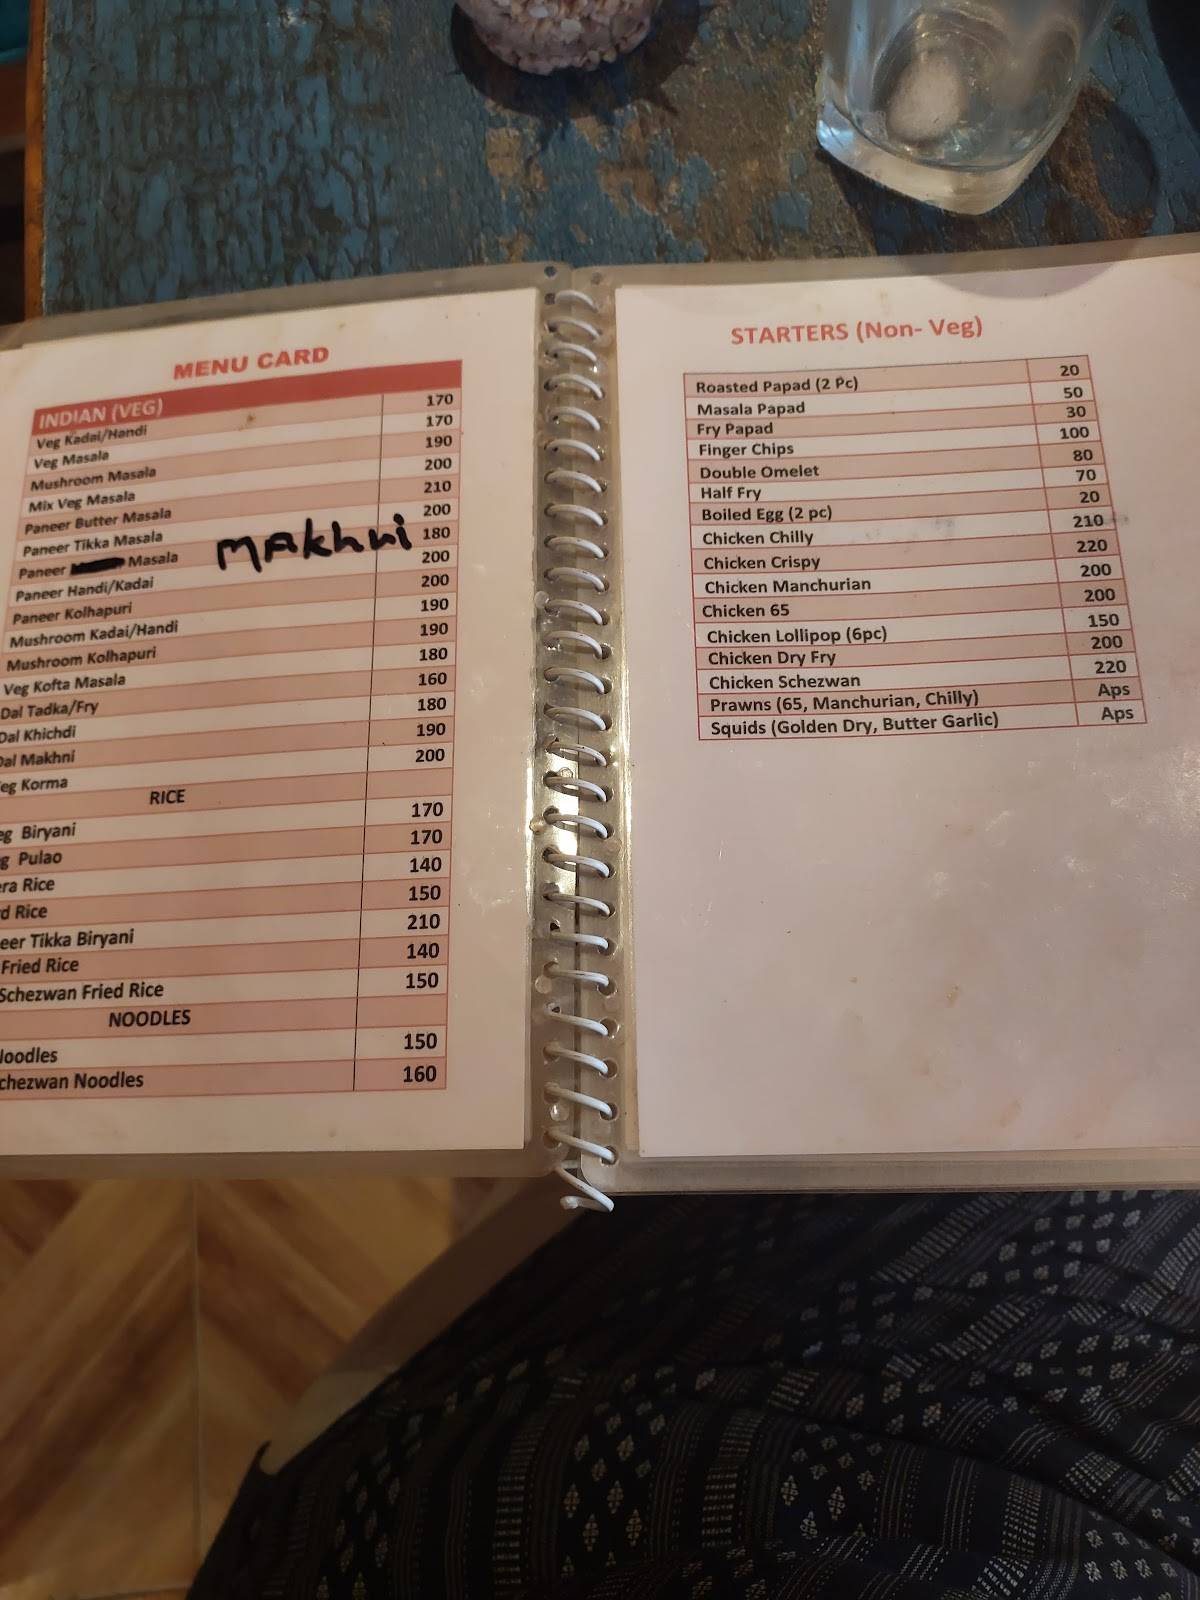 MENU CARD
INDIAN (VEG)
Veg Kadai/Handi 170
Veg Masala 170
Mushroom Masala 190
Mix Veg Masala 200
Paneer Butter Masala 210
Paneer Tikka Masala 200
Paneer Masala MAkhni 180
Paneer Handi/Kadai 200
Paneer Kolhapuri 200
Mushroom Kadai/Handi 190
Mushroom Kolhapuri 190
Veg Kofta Masala 180
Dal Tadka/Fry 160
Dal Khichdi 180
Dal Makhni 190
eg Korma 200
RICE
eg Biryani 170
g Pulao 170
era Rice 140
d Rice 150
eer Tikka Biryani 210
Fried Rice 140
Schezwan Fried Rice 150
NOODLES
Noodles 150
chezwan Noodles 160
STARTERS (Non- Veg)
Roasted Papad (2 Pc) 20
Masala Papad 50
Fry Papad 30
Finger Chips 100
Double Omelet 80
Half Fry 70
Boiled Egg (2 pc) 20
Chicken Chilly 210
Chicken Crispy 220
Chicken Manchurian 200
Chicken 65 200
Chicken Lollipop (6pc) 150
Chicken Dry Fry 200
Chicken Schezwan 220
Prawns (65, Manchurian, Chilly) Aps
Squids (Golden Dry, Butter Garlic) Aps